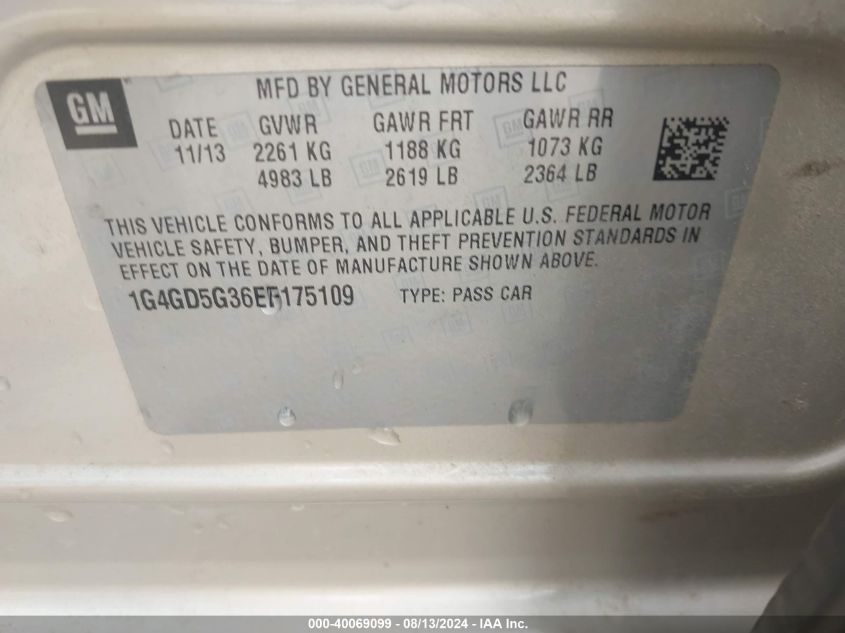 GM
MFD BY GENERAL MOTORS LLC
DATE GVWR GAWR FRT GAWR RR
11/13 2261 KG 1188 KG 1073 KG
4983 LB 2619 LB 2364 LB
THIS VEHICLE CONFORMS TO ALL APPLICABLE U.S. FEDERAL MOTOR
VEHICLE SAFETY, BUMPER, AND THEFT PREVENTION STANDARDS IN
EFFECT ON THE DATE OF MANUFACTURE SHOWN ABOVE.
1G4GD5G36EF175109 TYPE: PASS CAR
000-40069099 - 08/13/2024 - IAA Inc.